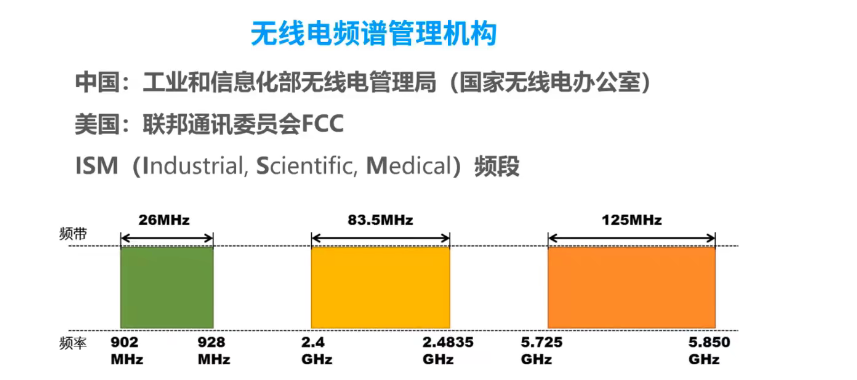 无线电频谱管理机构
中国：工业和信息化部无线电管理局（国家无线电办公室）
美国：联邦通讯委员会FCC
ISM（Industrial, Scientific, Medical）频段
26MHz 83.5MHz 125MHz
频带
频率 902 928 2.4 2.4835 5.725 5.850
MHz MHz GHz GHz GHz GHz